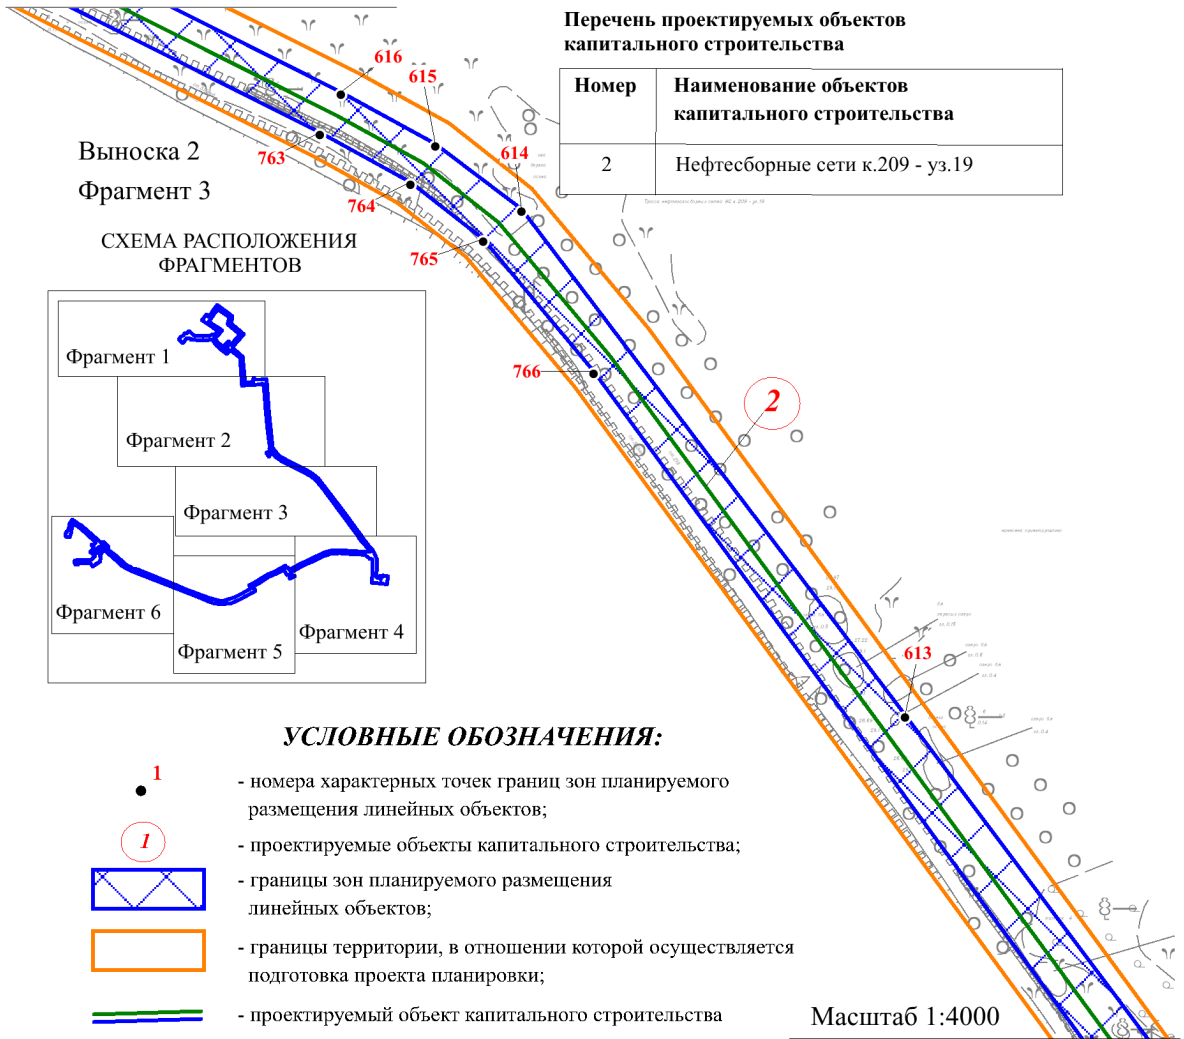 Перечень проектируемых объектов
капитального строительства
Номер
Наименование объектов
капитального строительства
2
Нефтесборные сети к.209 - уз.19
616
615
614
763
764
765
766
2
613
Выноска 2
Фрагмент 3
СХЕМА РАСПОЛОЖЕНИЯ
ФРАГМЕНТОВ
Фрагмент 1
Фрагмент 2
Фрагмент 3
Фрагмент 6
Фрагмент 4
Фрагмент 5
УСЛОВНЫЕ ОБОЗНАЧЕНИЯ:
1
- номера характерных точек границ зон планируемого
размещения линейных объектов;
1
- проектируемые объекты капитального строительства;
- границы зон планируемого размещения
линейных объектов;
- границы территории, в отношении которой осуществляется
подготовка проекта планировки;
- проектируемый объект капитального строительства
Масштаб 1:4000